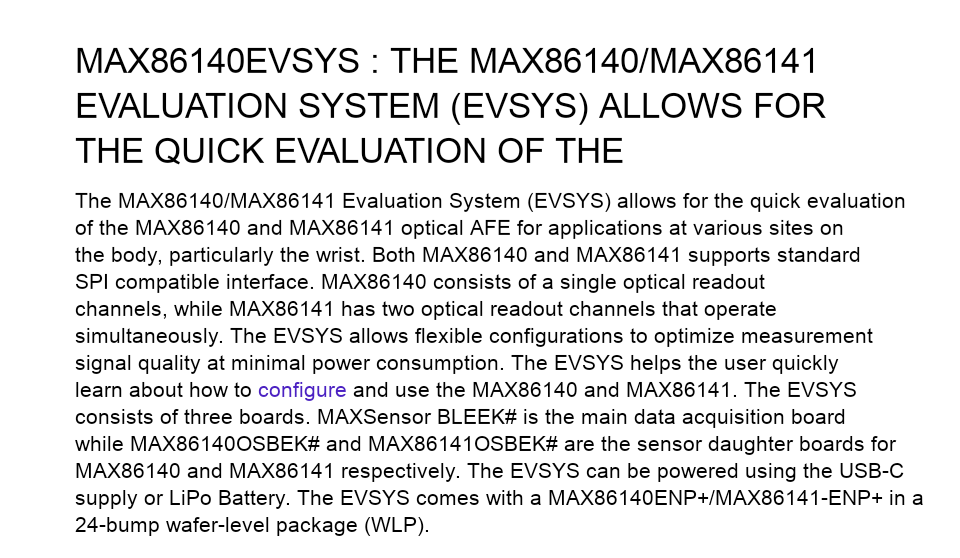 MAX86140EVSYS : THE MAX86140/MAX86141
EVALUATION SYSTEM (EVSYS) ALLOWS FOR
THE QUICK EVALUATION OF THE
The MAX86140/MAX86141 Evaluation System (EVSYS) allows for the quick evaluation
of the MAX86140 and MAX86141 optical AFE for applications at various sites on
the body, particularly the wrist. Both MAX86140 and MAX86141 supports standard
SPI compatible interface. MAX86140 consists of a single optical readout
channels, while MAX86141 has two optical readout channels that operate
simultaneously. The EVSYS allows flexible configurations to optimize measurement
signal quality at minimal power consumption. The EVSYS helps the user quickly
learn about how to configure and use the MAX86140 and MAX86141. The EVSYS
consists of three boards. MAXSensor BLEEK# is the main data acquisition board
while MAX86140OSBEK# and MAX86141OSBEK# are the sensor daughter boards for
MAX86140 and MAX86141 respectively. The EVSYS can be powered using the USB-C
supply or LiPo Battery. The EVSYS comes with a MAX86140ENP+/MAX86141-ENP+ in a
24-bump wafer-level package (WLP).